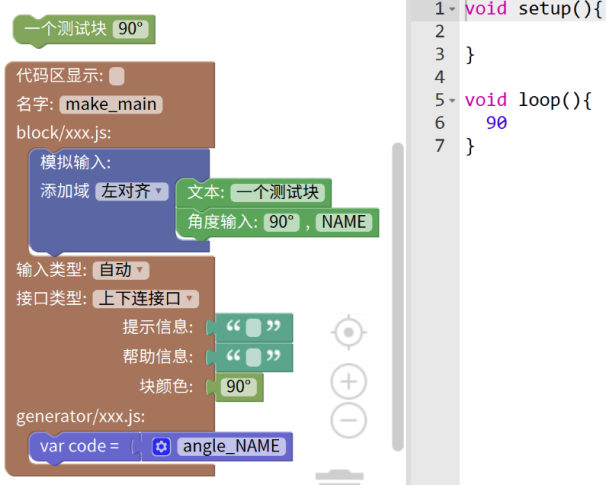 一个测试块 90°
代码区显示:
名字: make_main
block/xxx.js:
模拟输入:
添加域 左对齐 文本: 一个测试块
角度输入: 90° , NAME
输入类型: 自动
接口类型: 上下连接口
提示信息: “ ”
帮助信息: “ ”
块颜色: 90°
generator/xxx.js:
var code = angle_NAME
1 void setup(){
2
3 }
4
5 void loop(){
6 90
7 }